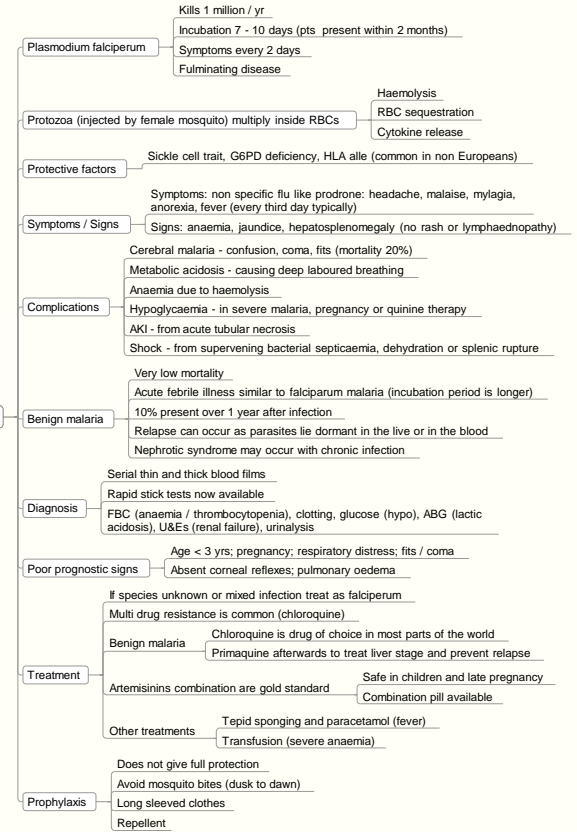 Plasmodium falciperum
Kills 1 million / yr
Incubation 7 - 10 days (pts present within 2 months)
Symptoms every 2 days
Fulminating disease
Protozoa (injected by female mosquito) multiply inside RBCs
Haemolysis
RBC sequestration
Cytokine release
Protective factors
Sickle cell trait, G6PD deficiency, HLA alle (common in non Europeans)
Symptoms / Signs
Symptoms: non specific flu like prodrone: headache, malaise, mylagia,
anorexia, fever (every third day typically)
Signs: anaemia, jaundice, hepatosplenomegaly (no rash or lymphaednopathy)
Complications
Cerebral malaria - confusion, coma, fits (mortality 20%)
Metabolic acidosis - causing deep laboured breathing
Anaemia due to haemolysis
Hypoglycaemia - in severe malaria, pregnancy or quinine therapy
AKI - from acute tubular necrosis
Shock - from supervening bacterial septicaemia, dehydration or splenic rupture
Benign malaria
Very low mortality
Acute febrile illness similar to falciparum malaria (incubation period is longer)
10% present over 1 year after infection
Relapse can occur as parasites lie dormant in the live or in the blood
Nephrotic syndrome may occur with chronic infection
Diagnosis
Serial thin and thick blood films
Rapid stick tests now available
FBC (anaemia / thrombocytopenia), clotting, glucose (hypo), ABG (lactic
acidosis), U&Es (renal failure), urinalysis
Poor prognostic signs
Age < 3 yrs; pregnancy; respiratory distress; fits / coma
Absent corneal reflexes; pulmonary oedema
Treatment
If species unknown or mixed infection treat as falciperum
Multi drug resistance is common (chloroquine)
Benign malaria
Chloroquine is drug of choice in most parts of the world
Primaquine afterwards to treat liver stage and prevent relapse
Artemisinins combination are gold standard
Safe in children and late pregnancy
Combination pill available
Other treatments
Tepid sponging and paracetamol (fever)
Transfusion (severe anaemia)
Prophylaxis
Does not give full protection
Avoid mosquito bites (dusk to dawn)
Long sleeved clothes
Repellent